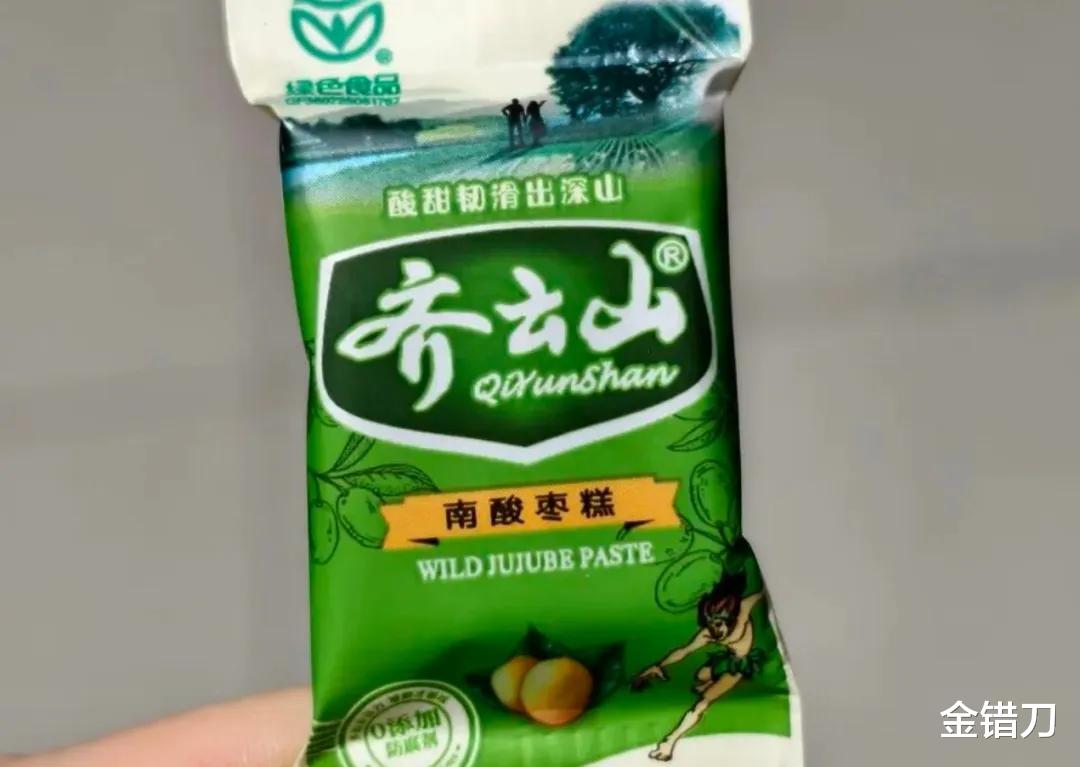 绿色食品
酸甜韧滑出深山
齐云山®
QiYunShan
南酸枣糕
WILD JUJUBE PASTE
0添加
防腐剂
金错刀